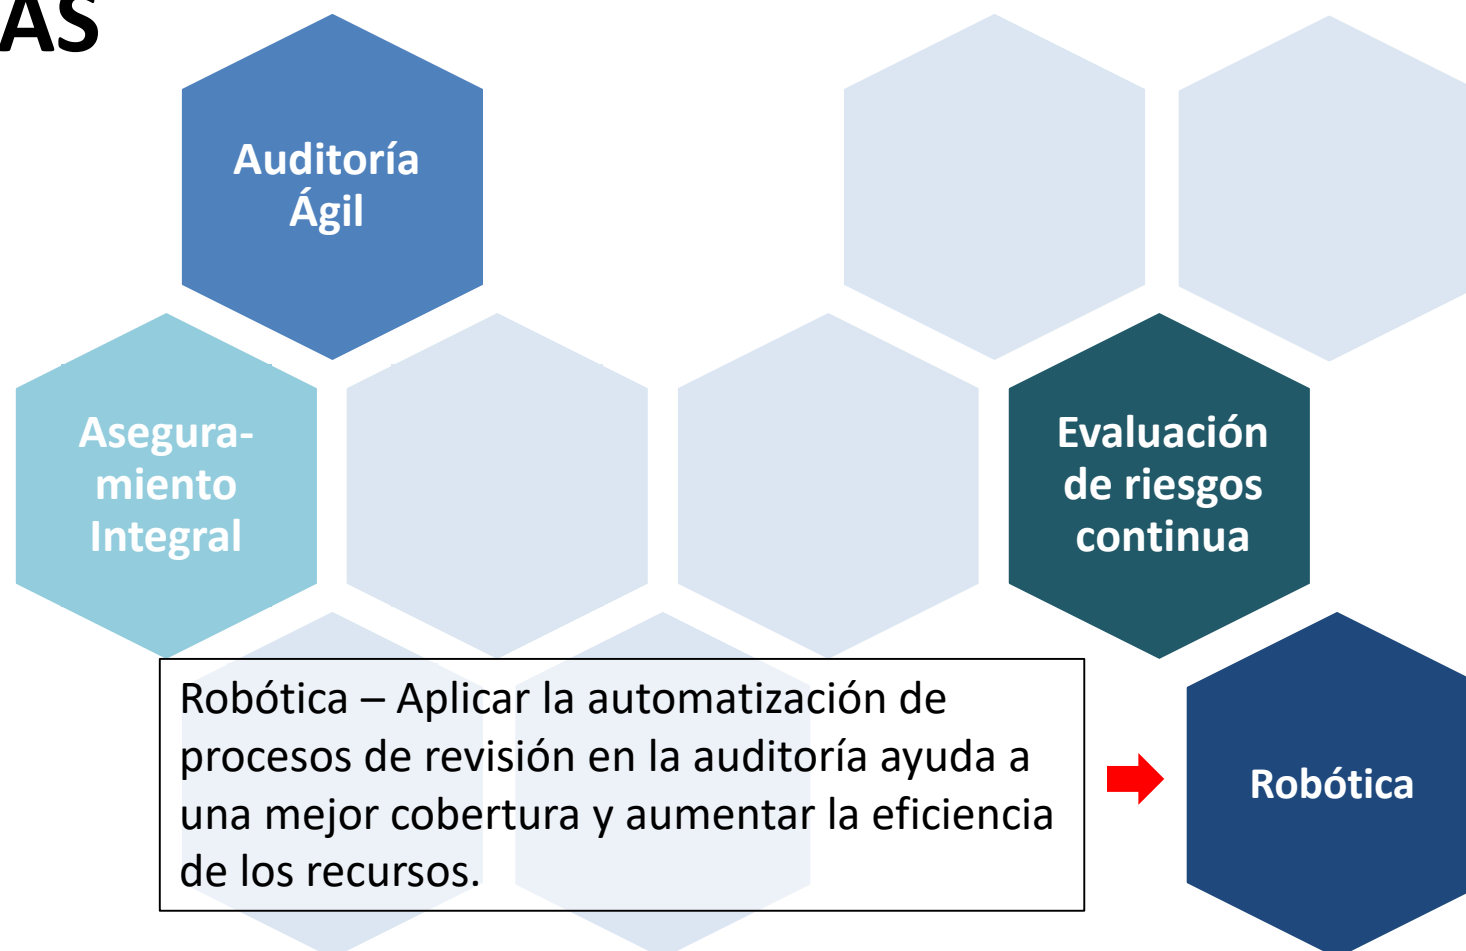 AS
Auditoría
Ágil
Asegura-
miento
Integral
Evaluación
de riesgos
continua
Robótica – Aplicar la automatización de
procesos de revisión en la auditoría ayuda a
una mejor cobertura y aumentar la eficiencia
de los recursos.
Robótica